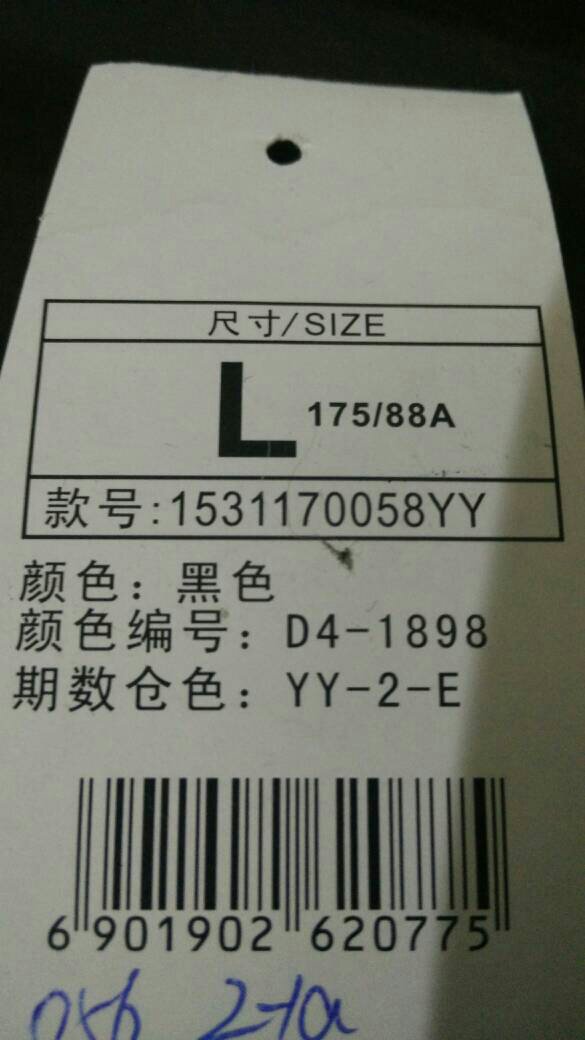 尺寸/SIZE
L 175/88A
款号:1531170058YY
颜色：黑色
颜色编号：D4-1898
期数仓色：YY-2-E
6 901902 620775